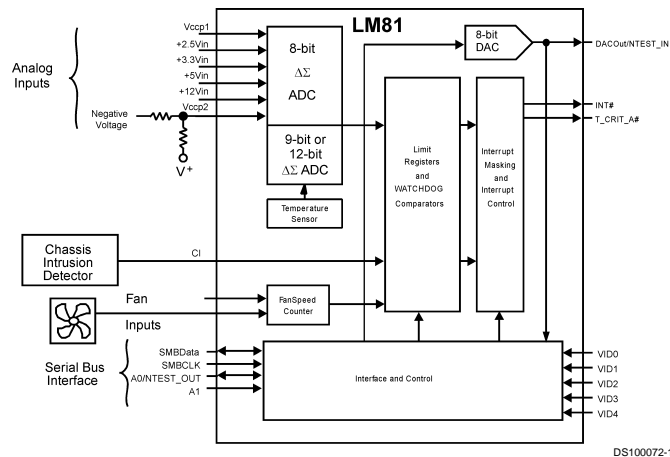 LM81
Analog
Inputs
Vccp1
+2.5Vin
+3.3Vin
+5Vin
+12Vin
Vccp2
Negative
Voltage
V+
8-bit
ΔΣ
ADC
9-bit or
12-bit
ΔΣ ADC
Temperature
Sensor
8-bit
DAC
DACOut/NTEST_IN
INT#
T_CRIT_A#
Limit
Registers
and
WATCHDOG
Comparators
Interrupt
Masking
and
Interrupt
Control
Chassis
Intrusion
Detector
CI
Fan
Inputs
FanSpeed
Counter
Serial Bus
Interface
SMBData
SMBCLK
A0/NTEST_OUT
A1
Interface and Control
VID0
VID1
VID2
VID3
VID4